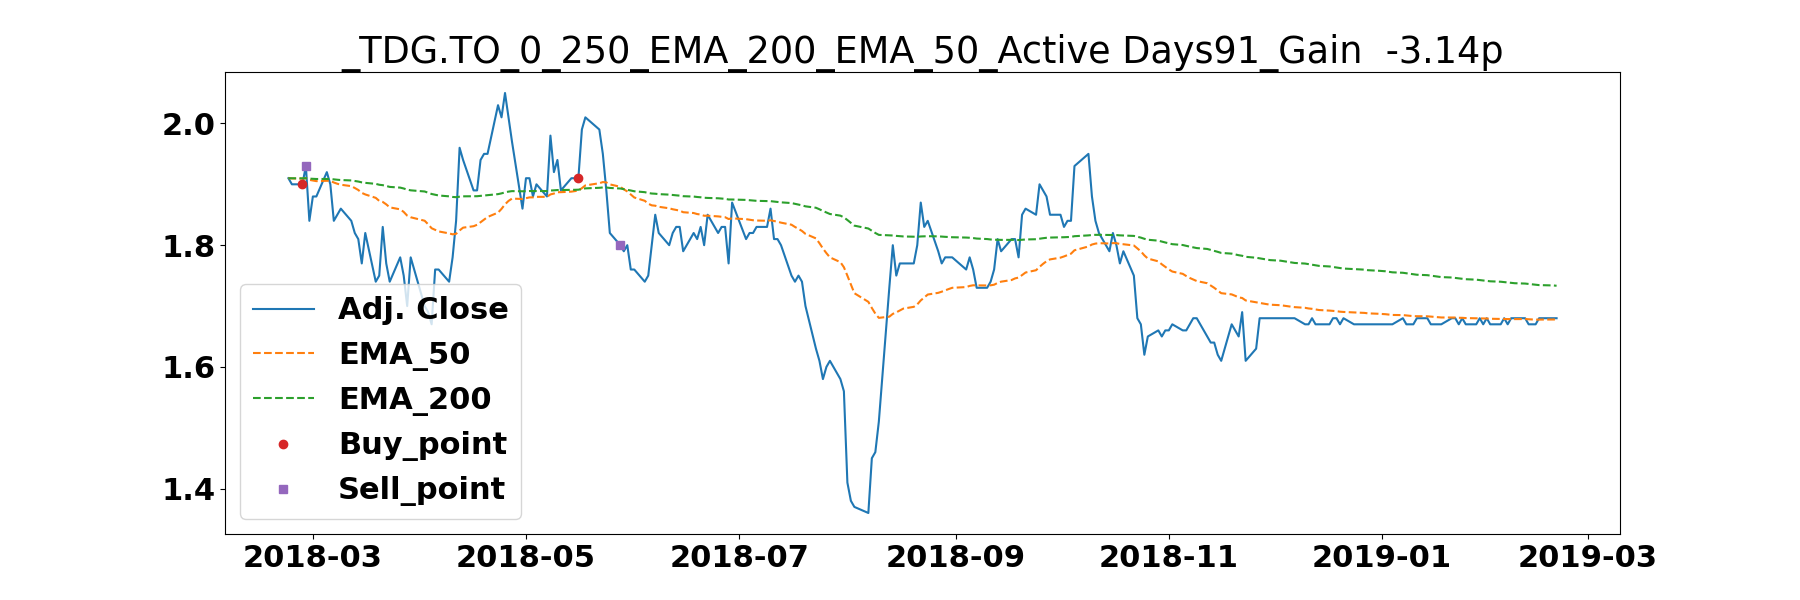 _TDG.TO_0_250_EMA_200_EMA_50_Active Days91_Gain  -3.14p
2.0
1.8
1.6
1.4
Adj. Close
EMA_50
EMA_200
Buy_point
Sell_point
2018-03 2018-05 2018-07 2018-09 2018-11 2019-01 2019-03